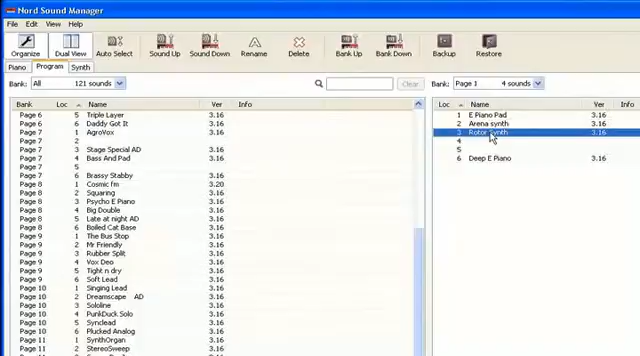 Nord Sound Manager
File Edit View Help
Organize Dual View Auto Select Sound Up Sound Down Rename Delete Bank Up Bank Down Backup Restore
Piano Program Synth
Bank: All 121 sounds Clear Bank: Page 1 4 sounds
Bank Loc Name Ver Info Loc Name Ver Info
Page 6 5 Triple Layer 3.16 1 E Piano Pad 3.16
Page 6 6 Daddy Got It 3.16 2 Arena synth 3.16
Page 7 1 AgroVox 3.16 3 Rotor Synth 3.16
Page 7 2 4
Page 7 3 Stage Special AD 3.16 5
Page 7 4 Bass And Pad 3.16 6 Deep E Piano 3.16
Page 7 5
Page 7 6 Brassy Stabby 3.16
Page 8 1 Cosmic fm 3.20
Page 8 2 Squaring 3.16
Page 8 3 Psycho E Piano 3.16
Page 8 4 Big Double 3.16
Page 8 5 Late at night AD 3.16
Page 8 6 Boiled Cat Base 3.16
Page 9 1 The Bus Stop 3.16
Page 9 2 Mr Friendly 3.16
Page 9 3 Rubber Split 3.16
Page 9 4 Vox Deo 3.16
Page 9 5 Tight n dry 3.16
Page 9 6 Soft Lead 3.16
Page 10 1 Singing Lead 3.16
Page 10 2 Dreamscape AD 3.16
Page 10 3 Sololine 3.16
Page 10 4 PunkDuck Solo 3.16
Page 10 5 Synclead 3.16
Page 10 6 Plucked Analog 3.16
Page 11 1 SynthOrgan 3.16
Page 11 2 StereoSweep 3.16